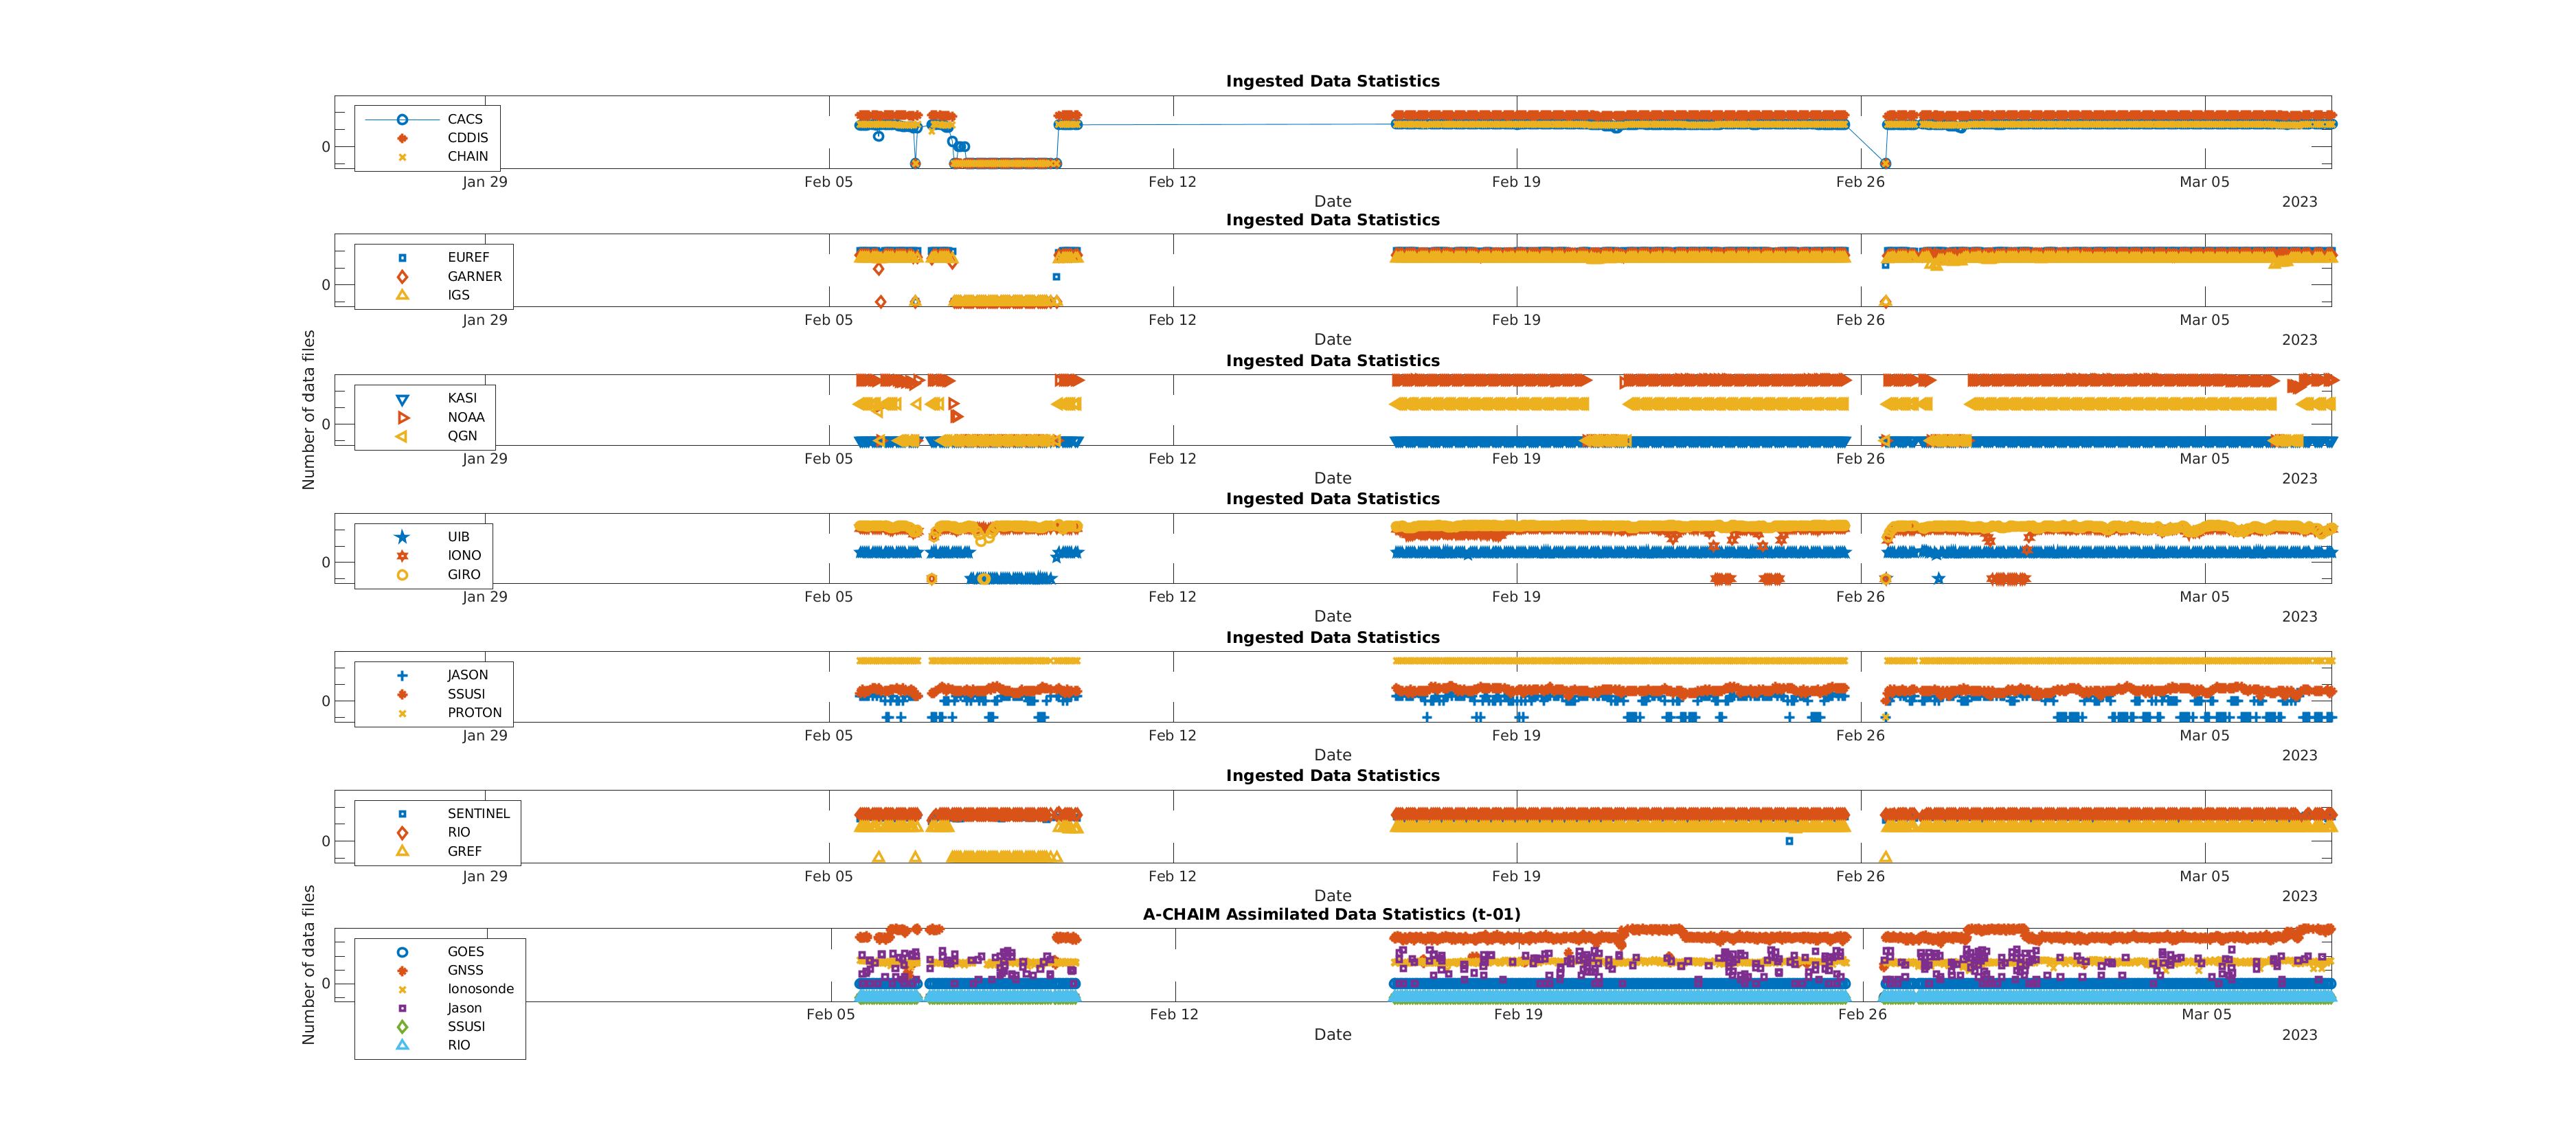 Ingested Data Statistics
CACS
CDDIS
CHAIN
0
Jan 29 Feb 05 Feb 12 Feb 19 Feb 26 Mar 05
Date 2023
Ingested Data Statistics
EUREF
GARNER
IGS
0
Jan 29 Feb 05 Feb 12 Feb 19 Feb 26 Mar 05
Date 2023
Number of data files
Ingested Data Statistics
KASI
NOAA
QGN
0
Jan 29 Feb 05 Feb 12 Feb 19 Feb 26 Mar 05
Date 2023
Ingested Data Statistics
UIB
IONO
GIRO
0
Jan 29 Feb 05 Feb 12 Feb 19 Feb 26 Mar 05
Date 2023
Ingested Data Statistics
JASON
SSUSI
PROTON
0
Jan 29 Feb 05 Feb 12 Feb 19 Feb 26 Mar 05
Date 2023
Ingested Data Statistics
SENTINEL
RIO
GREF
0
Jan 29 Feb 05 Feb 12 Feb 19 Feb 26 Mar 05
Date 2023
Number of data files
A-CHAIM Assimilated Data Statistics (t-01)
GOES
GNSS
Ionosonde
Jason
SSUSI
RIO
0
Feb 05 Feb 12 Feb 19 Feb 26 Mar 05
Date 2023